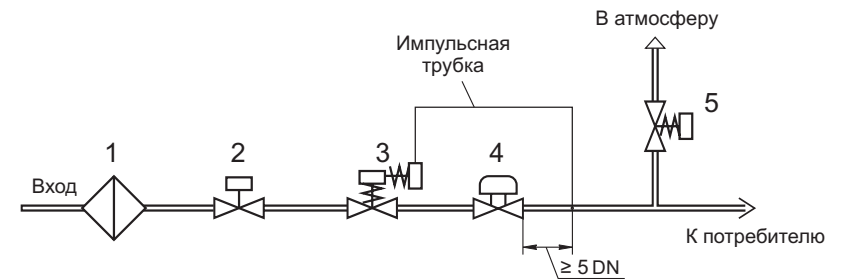 В атмосферу
Импульсная
трубка
5
1
2
3
4
Вход
К потребителю
≥ 5 DN